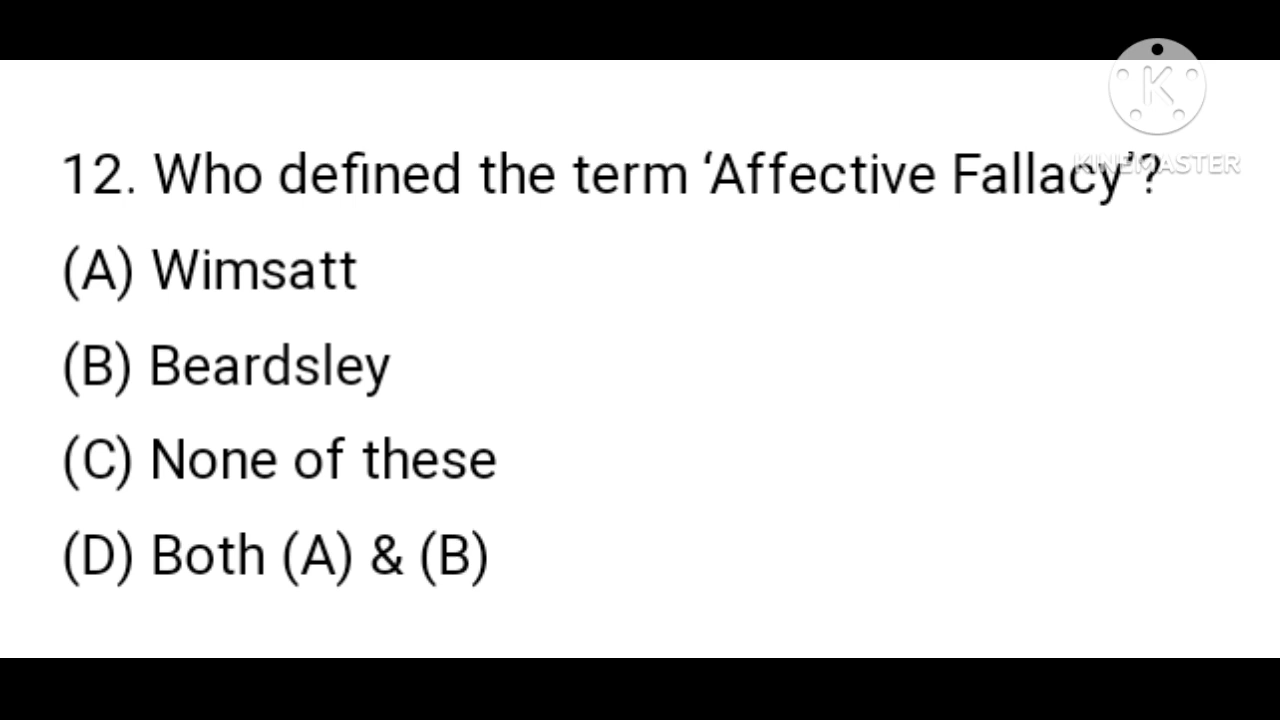 K
KINEMASTER
12. Who defined the term ‘Affective Fallacy’?
(A) Wimsatt
(B) Beardsley
(C) None of these
(D) Both (A) & (B)